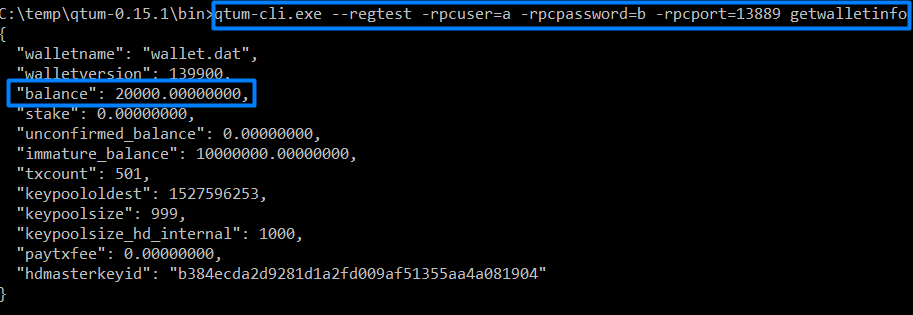 C:\temp\qtum-0.15.1\bin>qtum-cli.exe --regtest -rpcuser=a -rpcpassword=b -rpcport=13889 getwalletinfo
{
  "walletname": "wallet.dat",
  "walletversion": 139900,
  "balance": 20000.00000000,
  "stake": 0.00000000,
  "unconfirmed_balance": 0.00000000,
  "immature_balance": 10000000.00000000,
  "txcount": 501,
  "keypoololdest": 1527596253,
  "keypoolsize": 999,
  "keypoolsize_hd_internal": 1000,
  "paytxfee": 0.00000000,
  "hdmasterkeyid": "b384ecda2d9281d1a2fd009af51355aa4a081904"
}